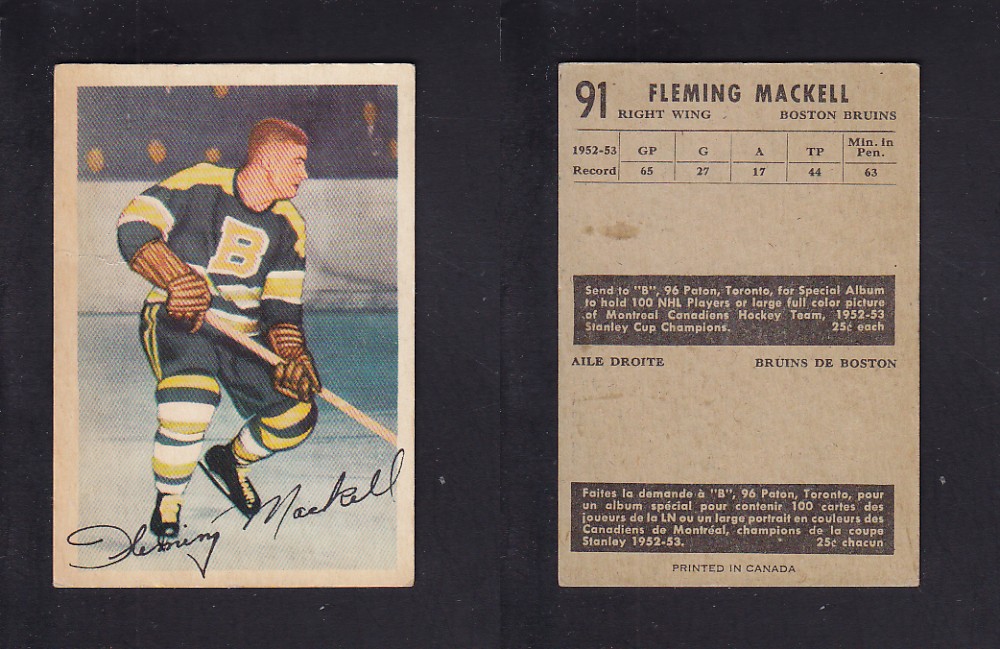 B
Fleming Mackell
91 FLEMING MACKELL
RIGHT WING BOSTON BRUINS
1952-53 GP G A TP Min. in Pen.
Record 65 27 17 44 63
Send to "B", 96 Paton, Toronto, for Special Album
to hold 100 NHL Players or large full color picture
of Montreal Canadiens Hockey Team, 1952-53
Stanley Cup Champions. 25¢ each
AILE DROITE BRUINS DE BOSTON
Faites la demande à "B", 96 Paton, Toronto, pour
un album spécial pour contenir 100 cartes des
joueurs de la LN ou un large portrait en couleurs des
Canadiens de Montréal, champions de la coupe
Stanley 1952-53. 25¢ chacun
PRINTED IN CANADA